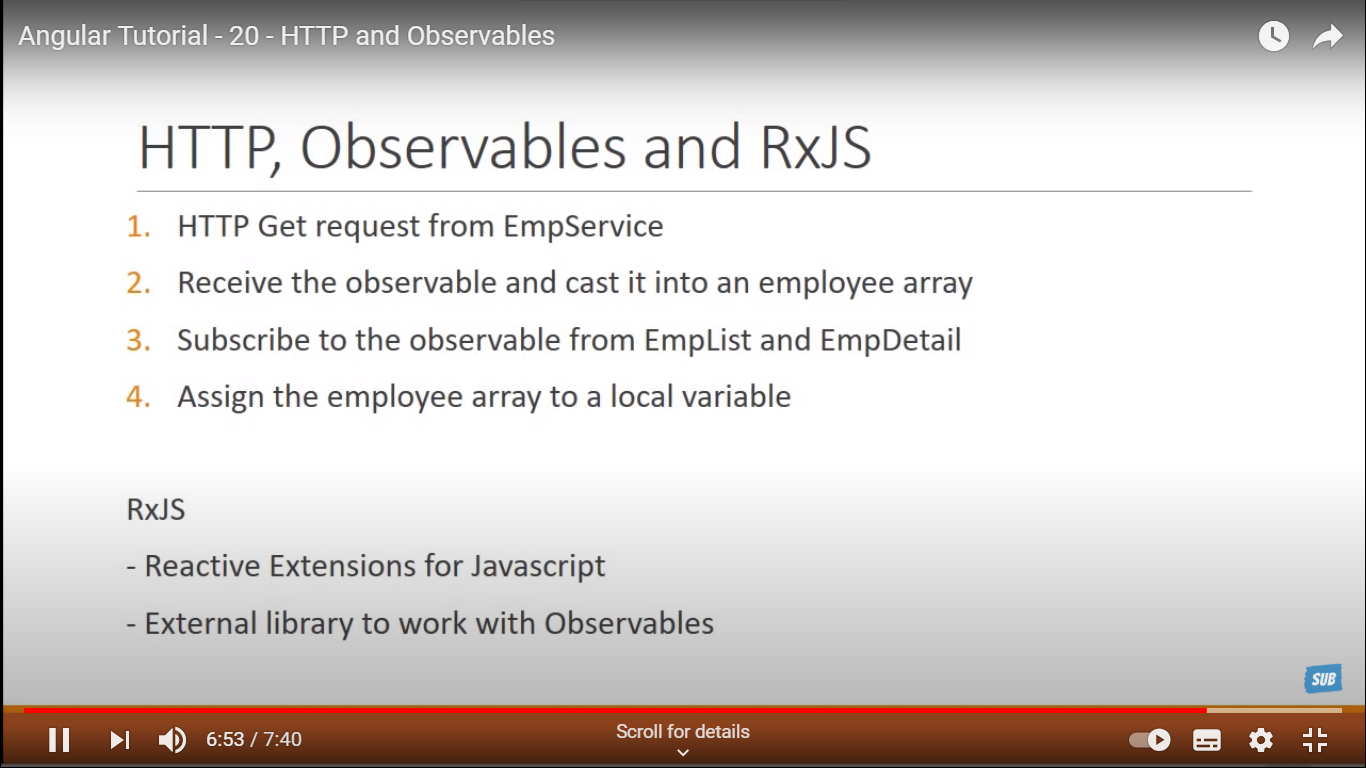 Angular Tutorial - 20 - HTTP and Observables
HTTP, Observables and RxJS
1. HTTP Get request from EmpService
2. Receive the observable and cast it into an employee array
3. Subscribe to the observable from EmpList and EmpDetail
4. Assign the employee array to a local variable
RxJS
- Reactive Extensions for Javascript
- External library to work with Observables
SUB
6:53 / 7:40
Scroll for details